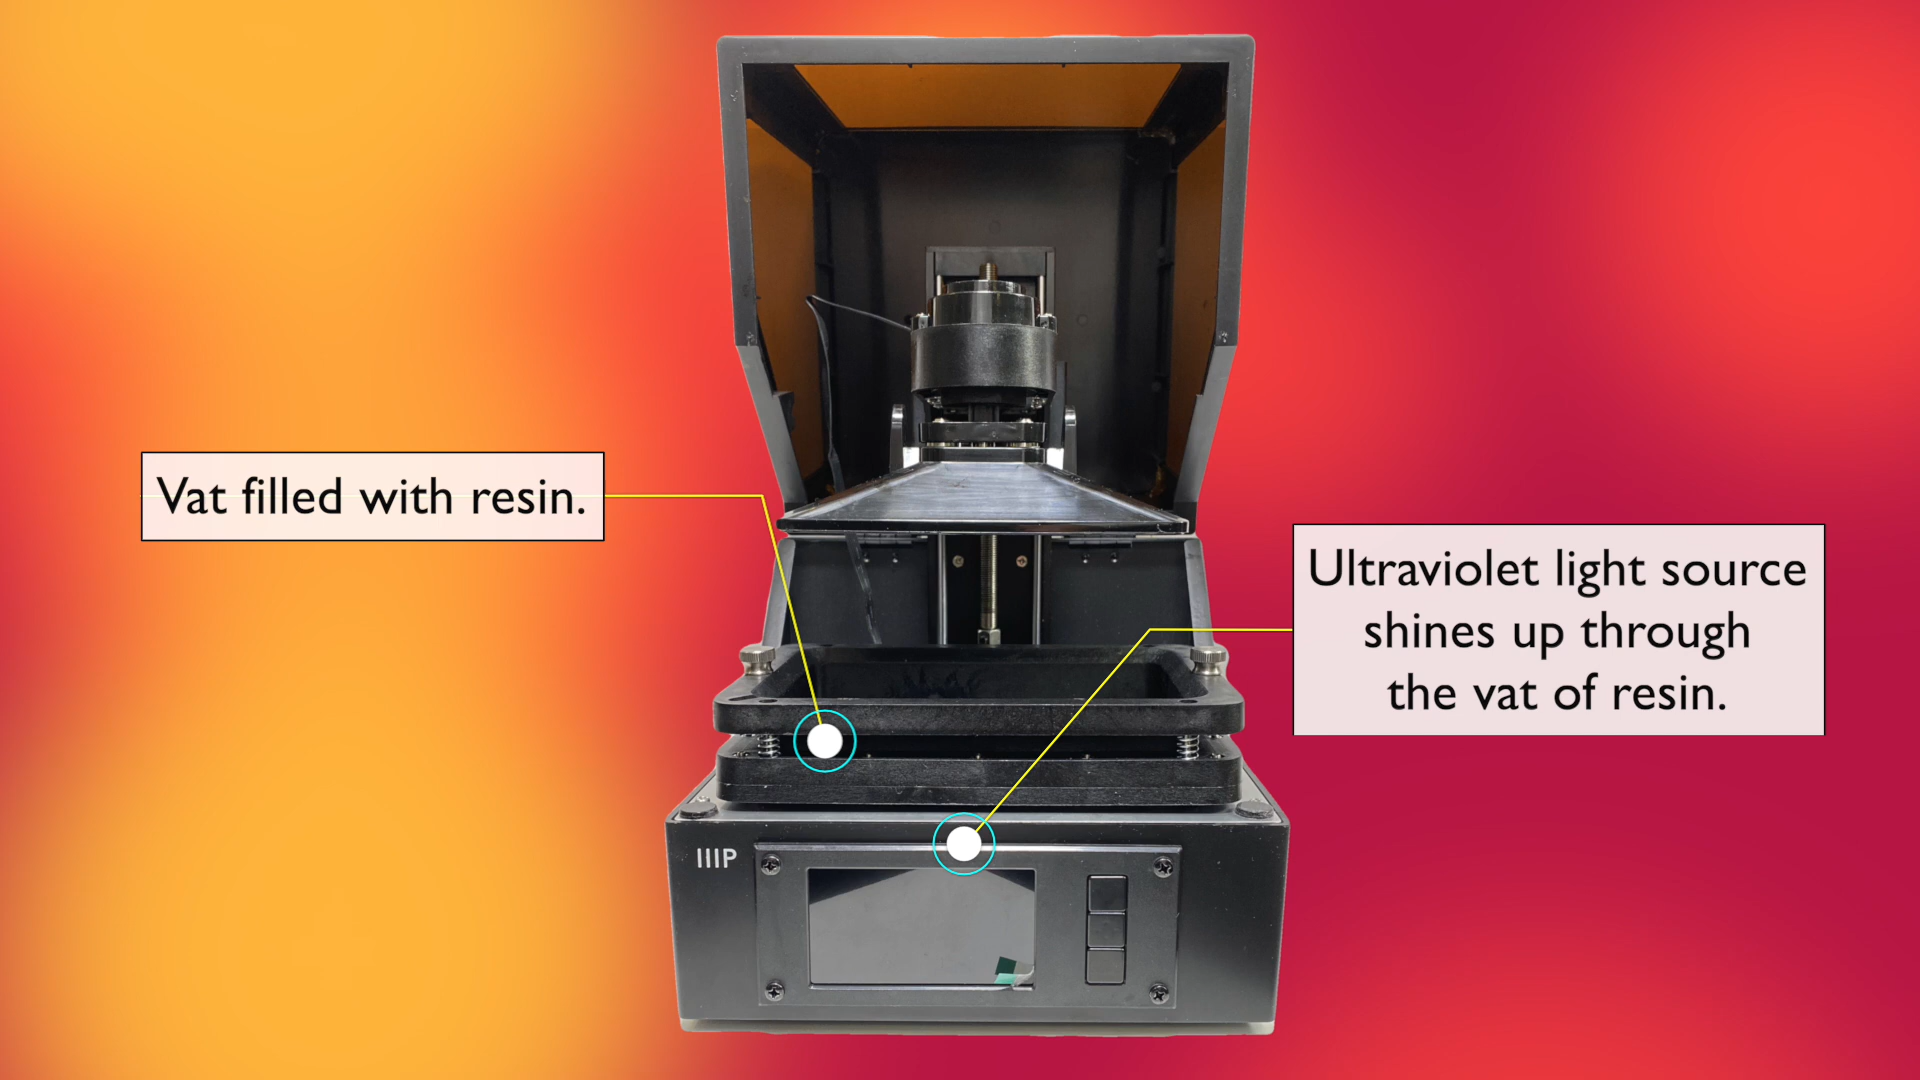 Vat filled with resin.
Ultraviolet light source
shines up through
the vat of resin.
IIIP